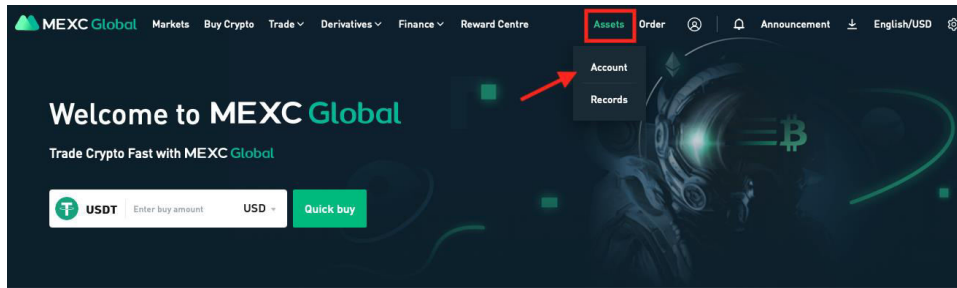 MEXC Global Markets Buy Crypto Trade Derivatives Finance Reward Centre Assets Order Announcement English/USD
Account
Records
Welcome to MEXC Global
Trade Crypto Fast with MEXC Global
USDT Enter buy amount USD Quick buy